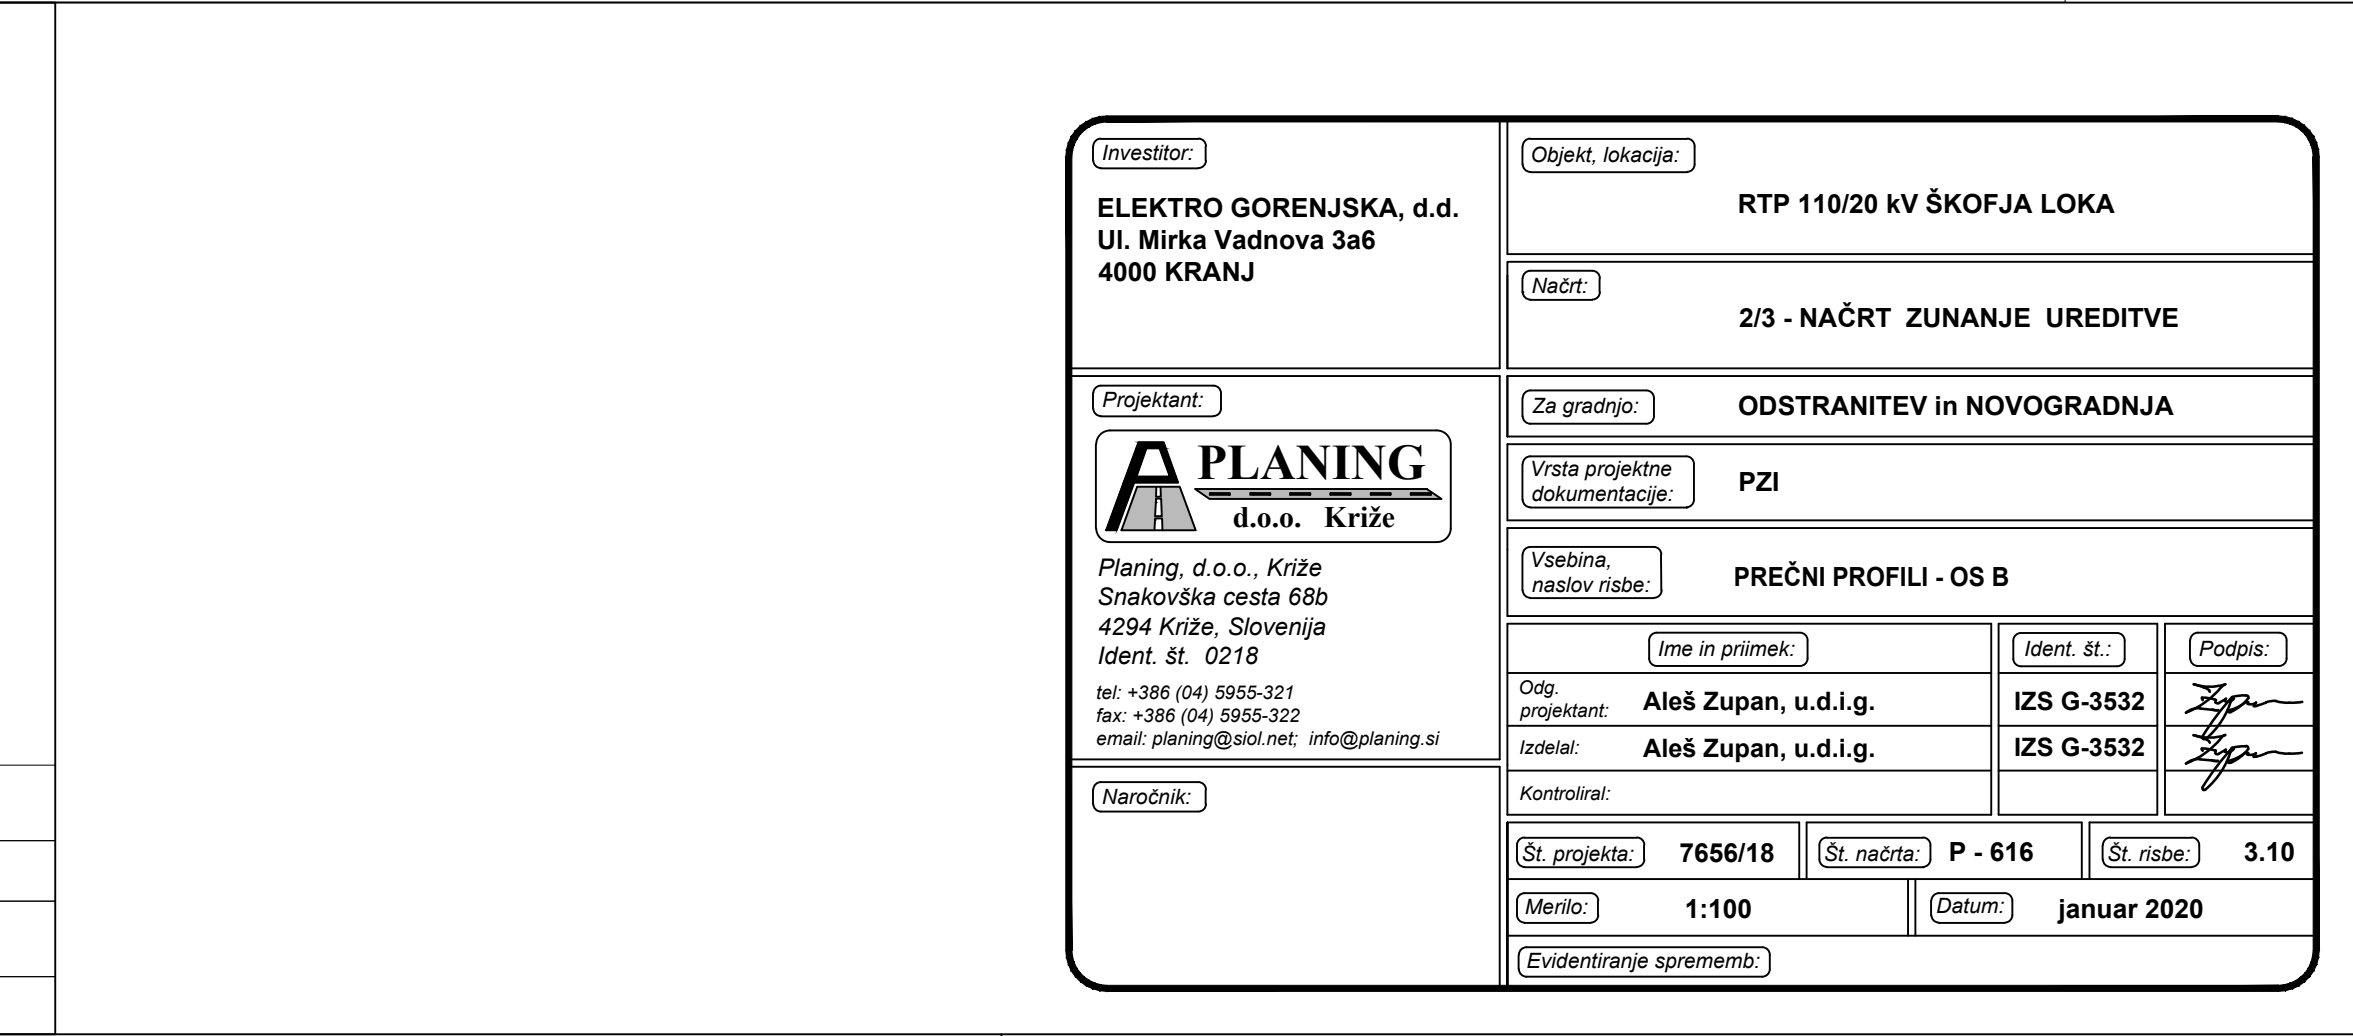 Investitor:
ELEKTRO GORENJSKA, d.d.
Ul. Mirka Vadnova 3a6
4000 KRANJ
Projektant:
PLANING
d.o.o. Križe
Planing, d.o.o., Križe
Snakovška cesta 68b
4294 Križe, Slovenija
Ident. št. 0218
tel: +386 (04) 5955-321
fax: +386 (04) 5955-322
email: planing@siol.net; info@planing.si
Naročnik:
Objekt, lokacija:
RTP 110/20 kV ŠKOFJA LOKA
Načrt:
2/3 - NAČRT ZUNANJE UREDITVE
Za gradnjo: ODSTRANITEV in NOVOGRADNJA
Vrsta projektne
dokumentacije:
PZI
Vsebina,
naslov risbe:
PREČNI PROFILI - OS B
Ime in priimek: Ident. št.: Podpis:
Odg.
projektant:
Aleš Zupan, u.d.i.g. IZS G-3532
Izdelal: Aleš Zupan, u.d.i.g. IZS G-3532
Kontroliral:
Št. projekta: 7656/18 Št. načrta: P - 616 Št. risbe: 3.10
Merilo: 1:100 Datum: januar 2020
Evidentiranje sprememb: